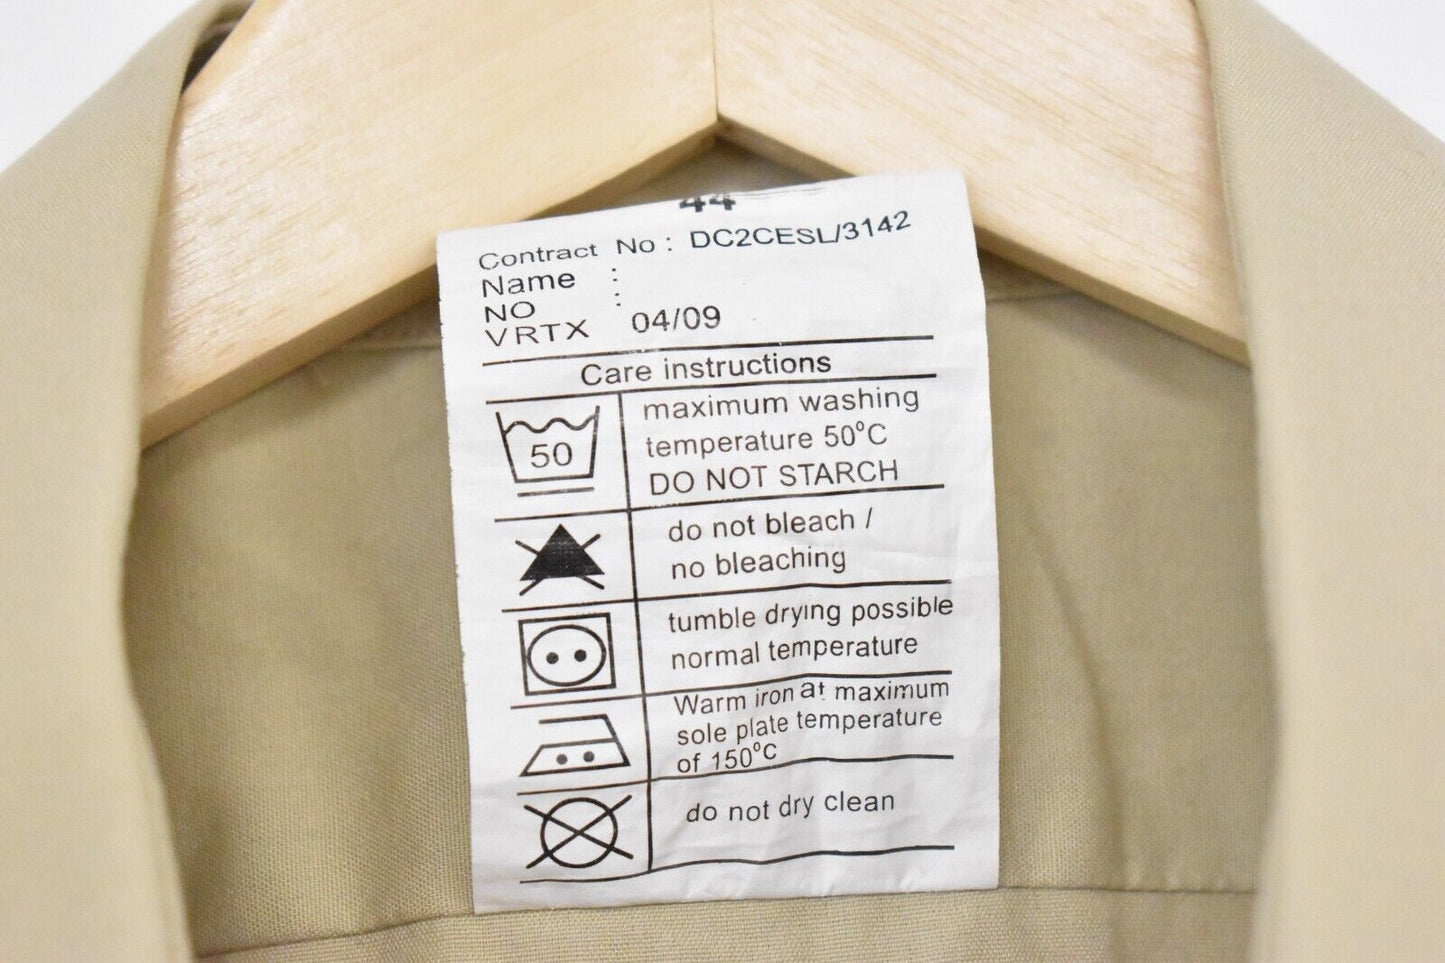 44
Contract No : DC2CESL/3142
Name :
NO :
VRTX 04/09
Care instructions
50
maximum washing
temperature 50°C
DO NOT STARCH
do not bleach /
no bleaching
tumble drying possible
normal temperature
Warm iron at maximum
sole plate temperature
of 150°C
do not dry clean